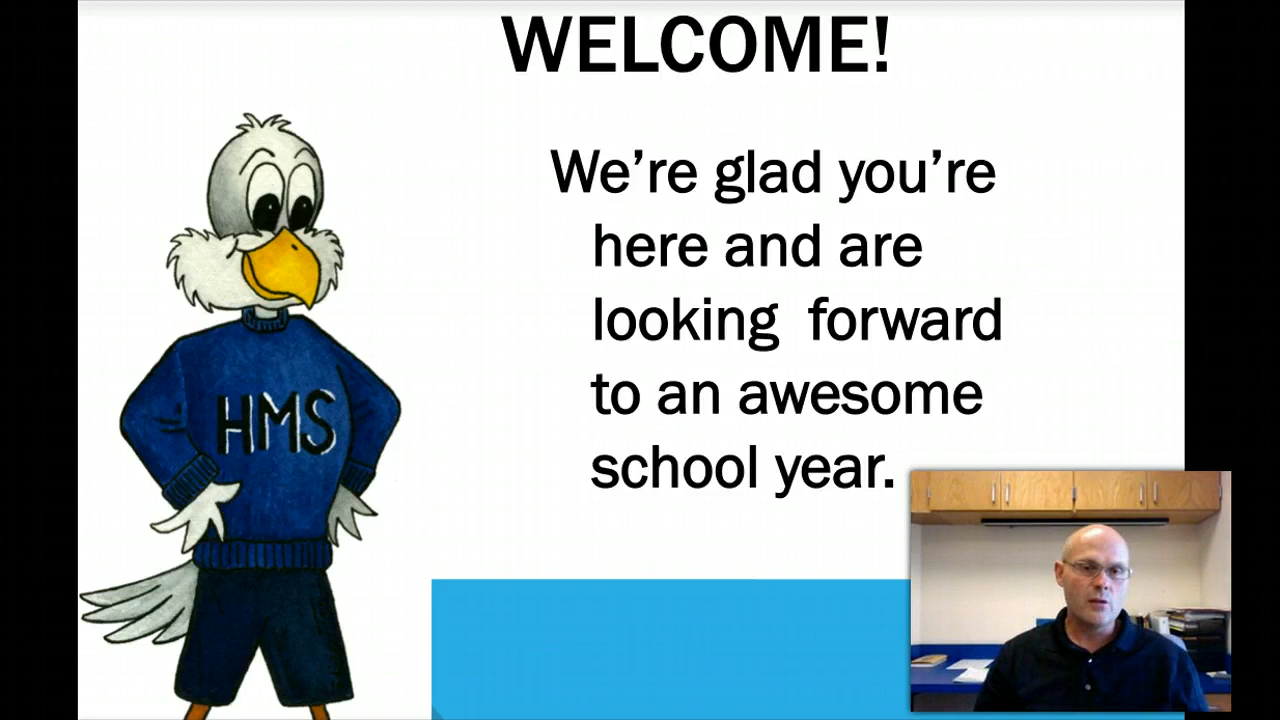 WELCOME!
We’re glad you’re
here and are
looking forward
to an awesome
school year.
HMS